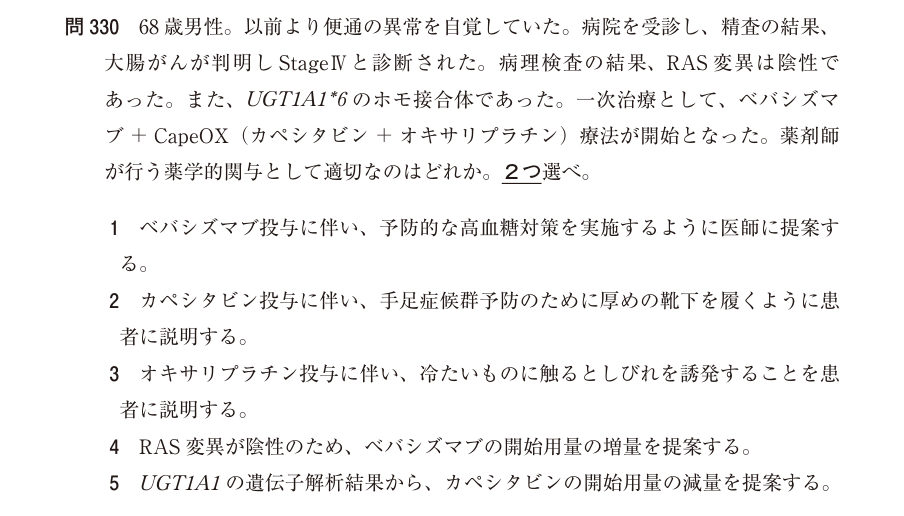 問 330 68 歳男性。以前より便通の異常を自覚していた。病院を受診し、精査の結果、
大腸がんが判明し Stage Ⅳ と診断された。病理検査の結果、RAS 変異は陰性で
あった。また、UGT1A1*6 のホモ接合体であった。一次治療として、ベバシズマ
ブ + CapeOX(カペシタビン + オキサリプラチン)療法が開始となった。薬剤師
が行う薬学的関与として適切なのはどれか。2つ選べ。
1 ベバシズマブ投与に伴い、予防的な高血糖対策を実施するように医師に提案す
る。
2 カペシタビン投与に伴い、手足症候群予防のために厚めの靴下を履くように患
者に説明する。
3 オキサリプラチン投与に伴い、冷たいものに触るとしびれを誘発することを患
者に説明する。
4 RAS 変異が陰性のため、ベバシズマブの開始用量の増量を提案する。
5 UGT1A1 の遺伝子解析結果から、カペシタビンの開始用量の減量を提案する。